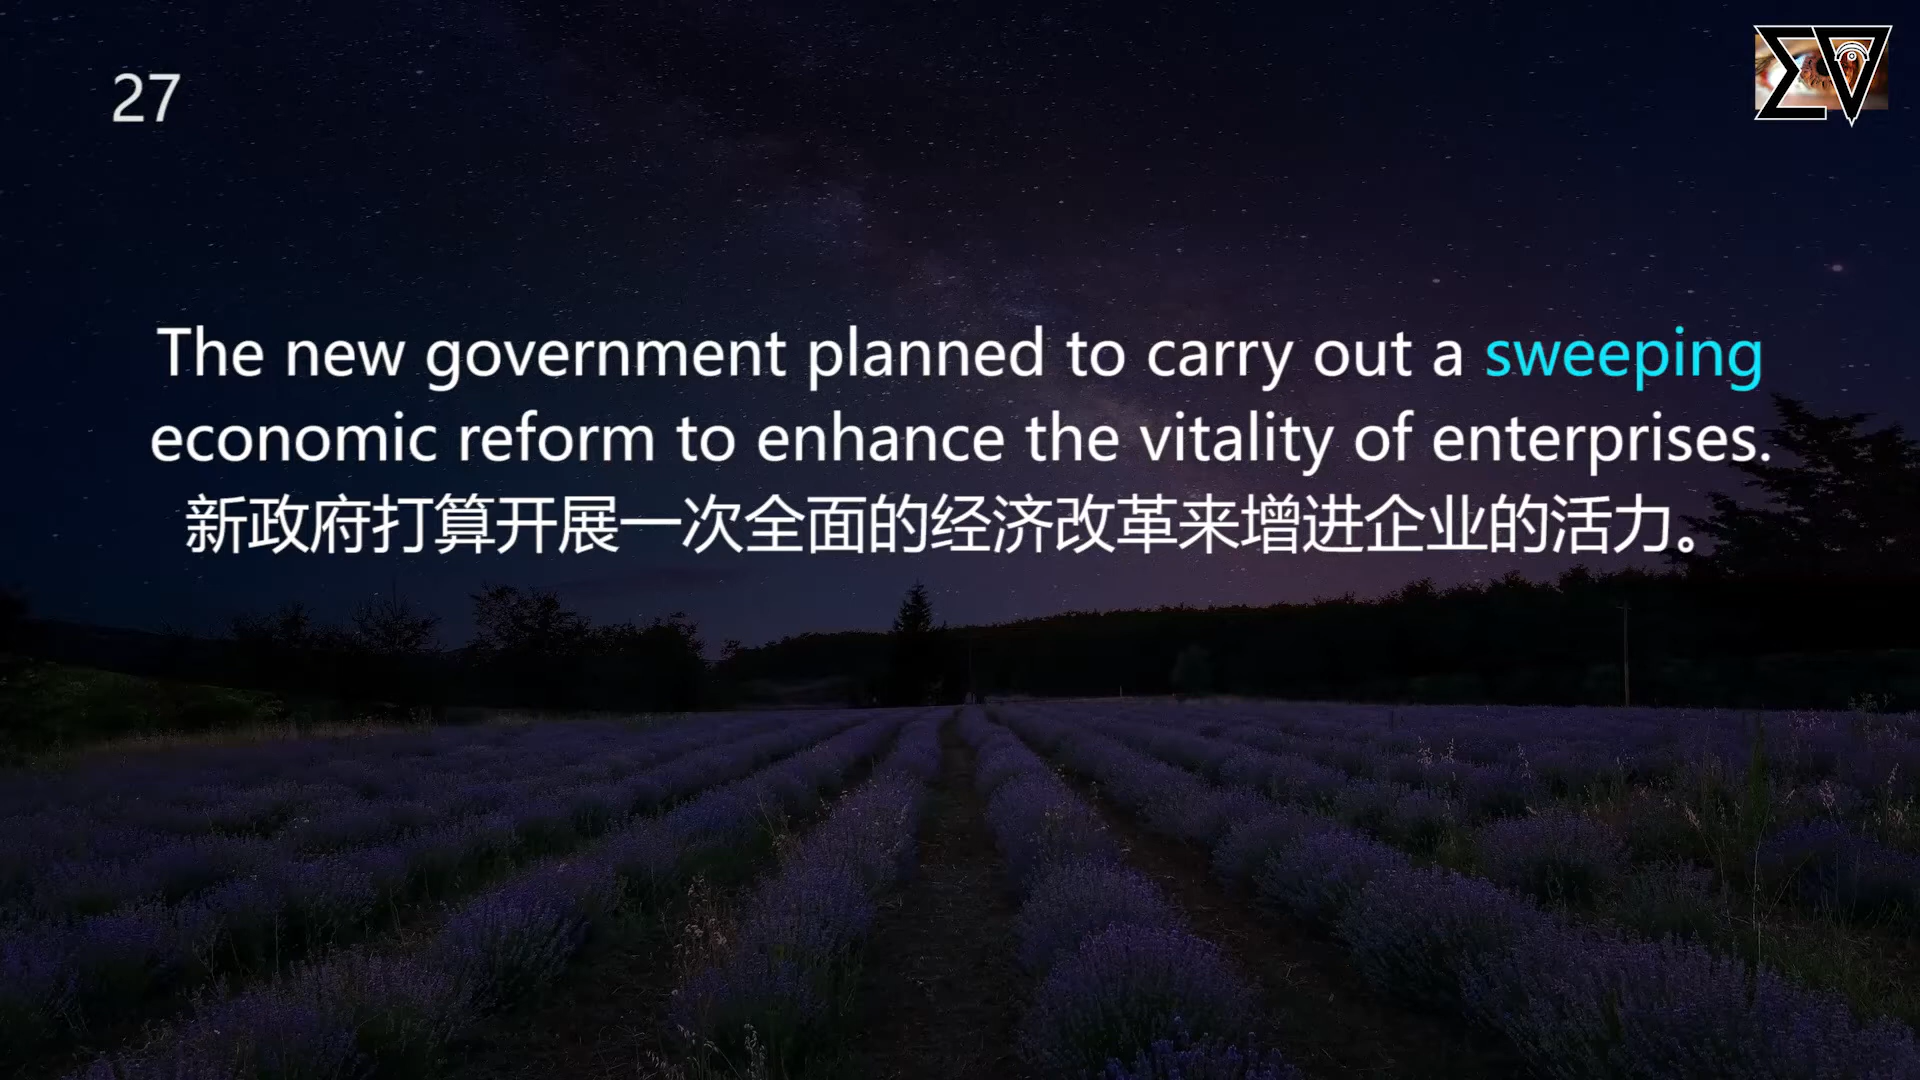 27
The new government planned to carry out a sweeping
economic reform to enhance the vitality of enterprises.
新政府打算开展一次全面的经济改革来增进企业的活力。